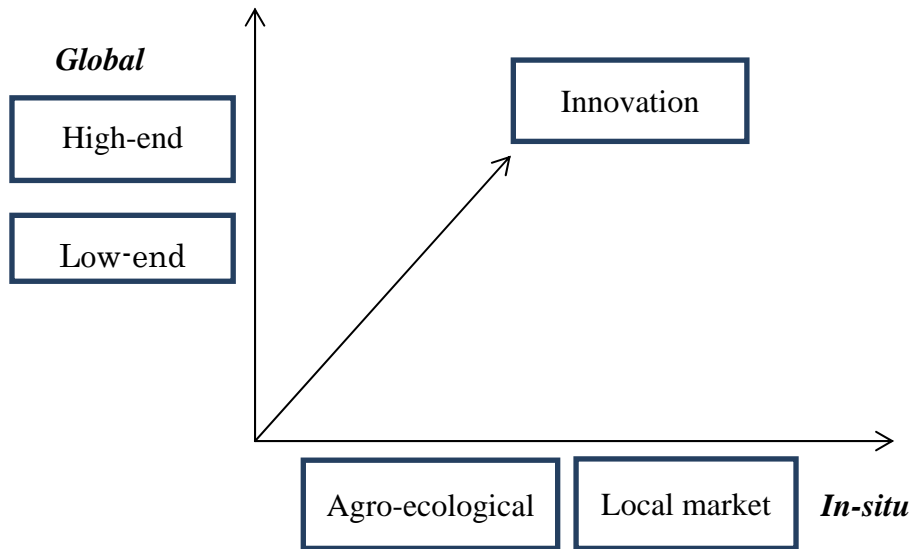 Global
Innovation
High-end
Low-end
Agro-ecological
Local market
In-situ